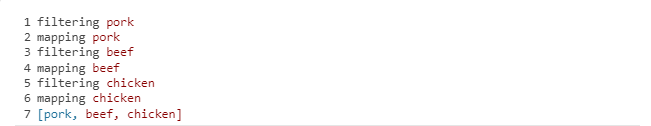 1 filtering pork
2 mapping pork
3 filtering beef
4 mapping beef
5 filtering chicken
6 mapping chicken
7 [pork, beef, chicken]